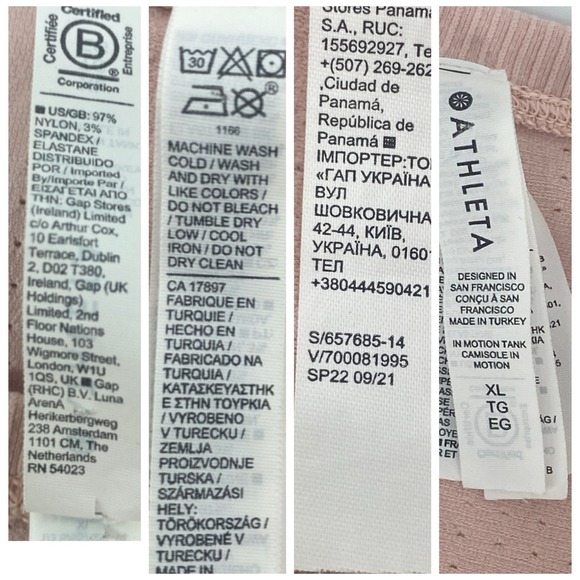 Certified
Certifiée
B
Entreprise
Corporation
US/GB: 97%
NYLON, 3%
SPANDEX /
ELASTANE
DISTRIBUIDO
POR / Imported
By/Importe Par /
ΕΙΣΑΓΕΤΑΙ ΑΠΟ
ΤΗΝ: Gap Stores
(Ireland) Limited
c/o Arthur Cox,
10 Earlsfort
Terrace, Dublin
2, D02 T380,
Ireland, Gap (UK
Holdings)
Limited, 2nd
Floor Nations
House, 103
Wigmore Street,
London, W1U
1QS, UK Gap
(RHC) B.V. Luna
ArenA
Herikerbergweg
238 Amsterdam
1101 CM, The
Netherlands
RN 54023
30
®
1166
MACHINE WASH
COLD / WASH
AND DRY WITH
LIKE COLORS /
DO NOT BLEACH
/ TUMBLE DRY
LOW / COOL
IRON / DO NOT
DRY CLEAN
CA 17897
FABRIQUE EN
TURQUIE /
HECHO EN
TURQUIA /
FABRICADO NA
TURQUIA /
ΚΑΤΑΣΚΕΥΑΣΤΗΚ
Ε ΣΤΗΝ ΤΟΥΡΚΙΑ
/ VYROBENO
V TURECKU /
ZEMLJA
PROIZVODNJE
TURSKA /
SZÁRMAZÁSI
HELY:
TÖRÖKORSZÁG /
VYROBENÉ V
TURECKU /
MADE IN
Stores Panamá
S.A., RUC:
155692927, Te
+(507) 269-262
,Ciudad de
Panamá,
República de
Panamá
ІМПОРТЕР:ТО
«ГАП УКРАЇНА
ВУЛ
ШОВКОВИЧНА
42-44, КИЇВ,
УКРАЇНА, 01601
ТЕЛ
+380444590421
S/657685-14
V/700081995
SP22 09/21
ATHLETA
DESIGNED IN
SAN FRANCISCO
CONÇU À SAN
FRANCISCO
MADE IN TURKEY
IN MOTION TANK
CAMISOLE IN
MOTION
XL
TG
EG